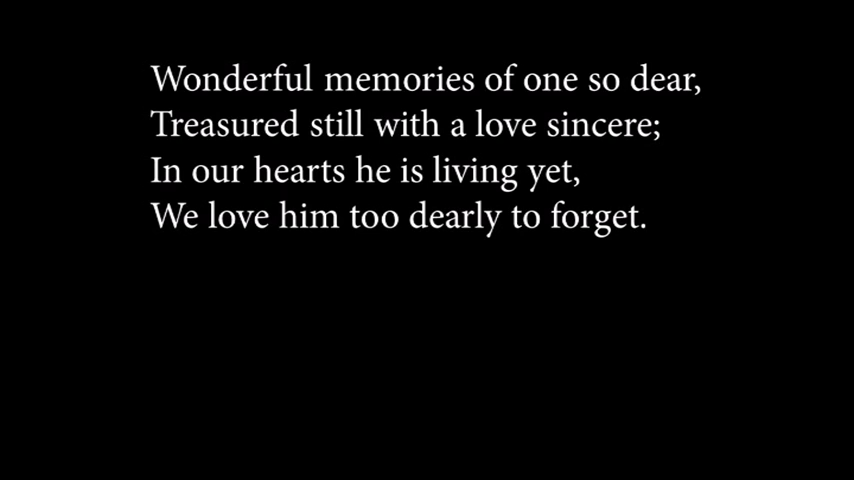 Wonderful memories of one so dear,
Treasured still with a love sincere;
In our hearts he is living yet,
We love him too dearly to forget.